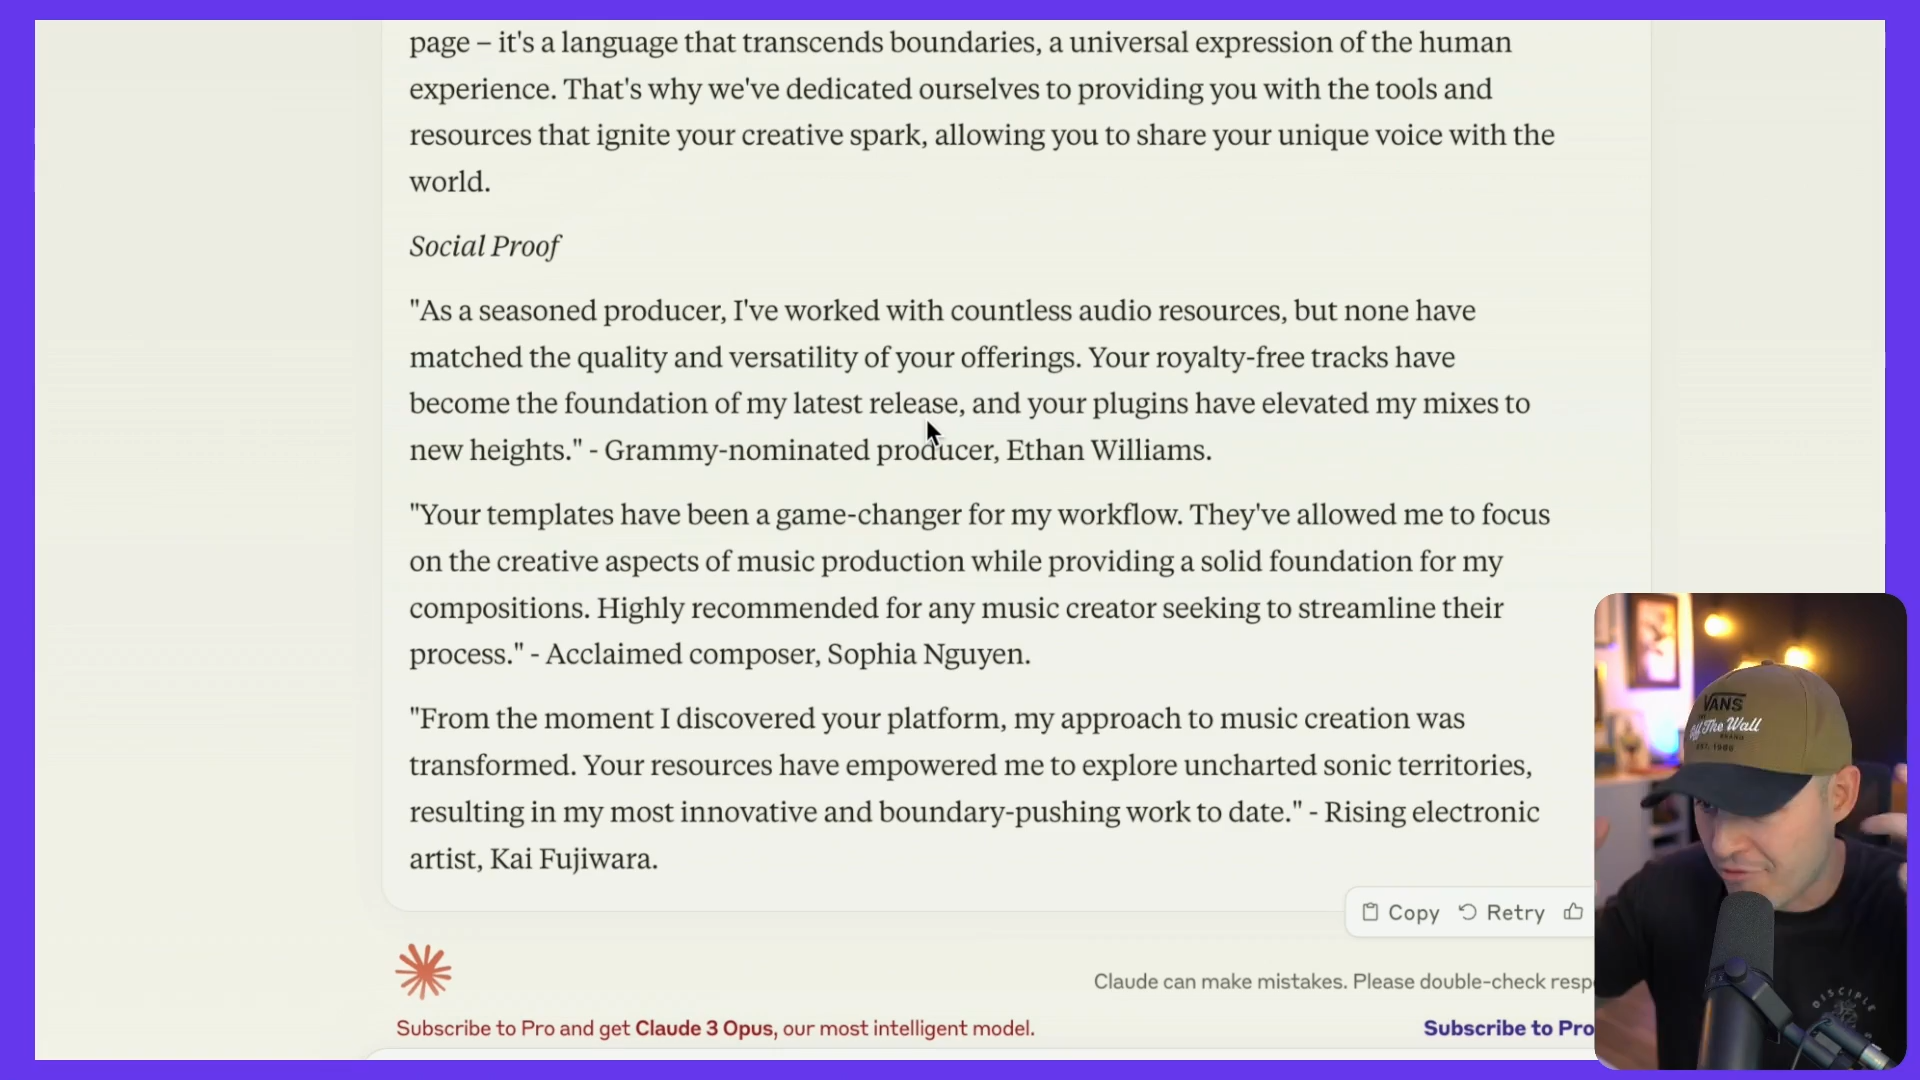 page – it's a language that transcends boundaries, a universal expression of the human
experience. That's why we've dedicated ourselves to providing you with the tools and
resources that ignite your creative spark, allowing you to share your unique voice with the
world.
Social Proof
"As a seasoned producer, I've worked with countless audio resources, but none have
matched the quality and versatility of your offerings. Your royalty-free tracks have
become the foundation of my latest release, and your plugins have elevated my mixes to
new heights." - Grammy-nominated producer, Ethan Williams.
"Your templates have been a game-changer for my workflow. They've allowed me to focus
on the creative aspects of music production while providing a solid foundation for my
compositions. Highly recommended for any music creator seeking to streamline their
process." - Acclaimed composer, Sophia Nguyen.
"From the moment I discovered your platform, my approach to music creation was
transformed. Your resources have empowered me to explore uncharted sonic territories,
resulting in my most innovative and boundary-pushing work to date." - Rising electronic
artist, Kai Fujiwara.
Copy Retry
Claude can make mistakes. Please double-check resp
Subscribe to Pro and get Claude 3 Opus, our most intelligent model.
Subscribe to Pro
VANS
Off The Wall
BRAND
EST. 1966
DISCIPLE